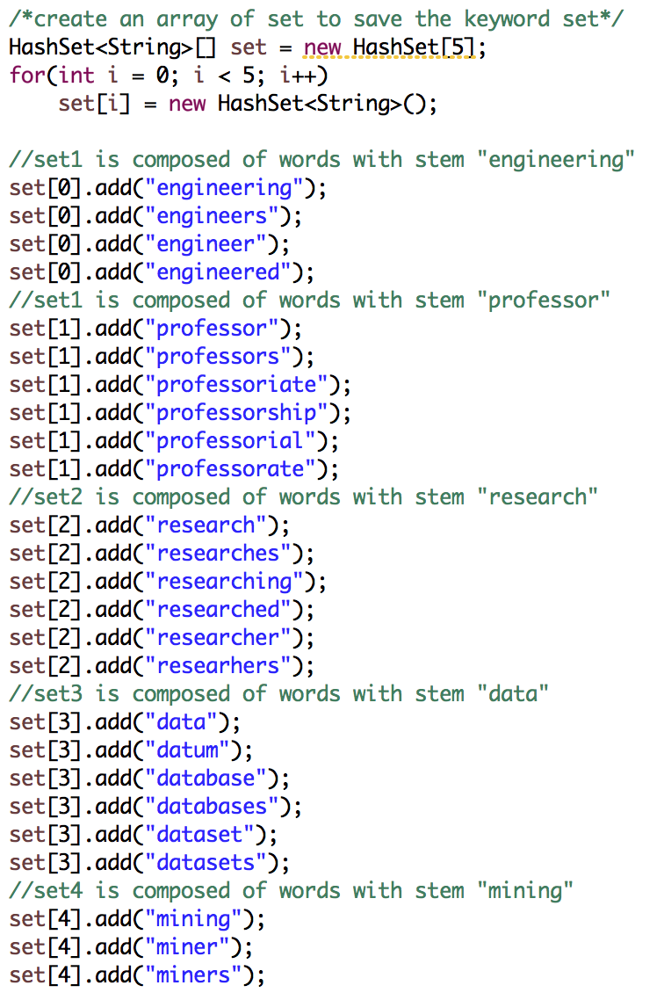 /*create an array of set to save the keyword set*/
HashSet<String>[] set = new HashSet[5];
for(int i = 0; i < 5; i++)
    set[i] = new HashSet<String>();

//set1 is composed of words with stem "engineering"
set[0].add("engineering");
set[0].add("engineers");
set[0].add("engineer");
set[0].add("engineered");
//set1 is composed of words with stem "professor"
set[1].add("professor");
set[1].add("professors");
set[1].add("professoriate");
set[1].add("professorship");
set[1].add("professorial");
set[1].add("professorate");
//set2 is composed of words with stem "research"
set[2].add("research");
set[2].add("researches");
set[2].add("researching");
set[2].add("researched");
set[2].add("researcher");
set[2].add("researhers");
//set3 is composed of words with stem "data"
set[3].add("data");
set[3].add("datum");
set[3].add("database");
set[3].add("databases");
set[3].add("dataset");
set[3].add("datasets");
//set4 is composed of words with stem "mining"
set[4].add("mining");
set[4].add("miner");
set[4].add("miners");